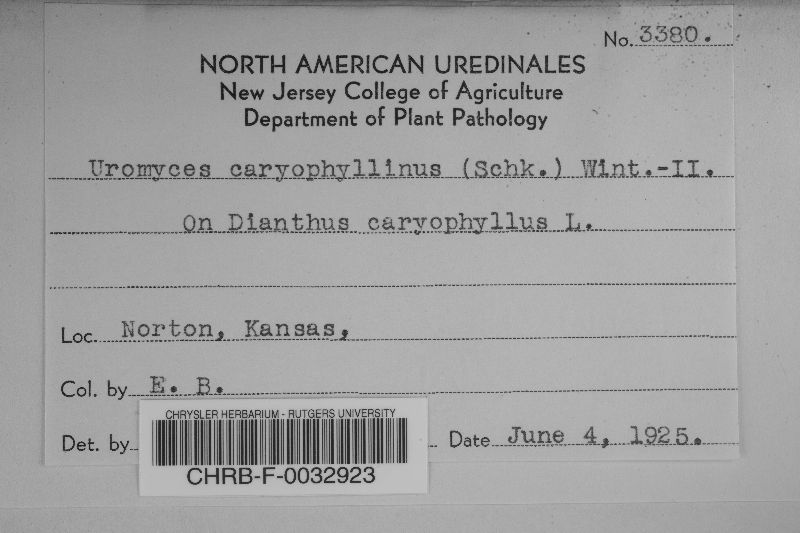 No. 3380.
NORTH AMERICAN UREDINALES
New Jersey College of Agriculture
Department of Plant Pathology
Uromyces caryophyllinus (Schk.) Wint.-II.
On Dianthus caryophyllus L.
Loc. Norton, Kansas,
Col. by E. B.
Det. by Date June 4, 1925.
CHRYSLER HERBARIUM - RUTGERS UNIVERSITY
CHRB-F-0032923